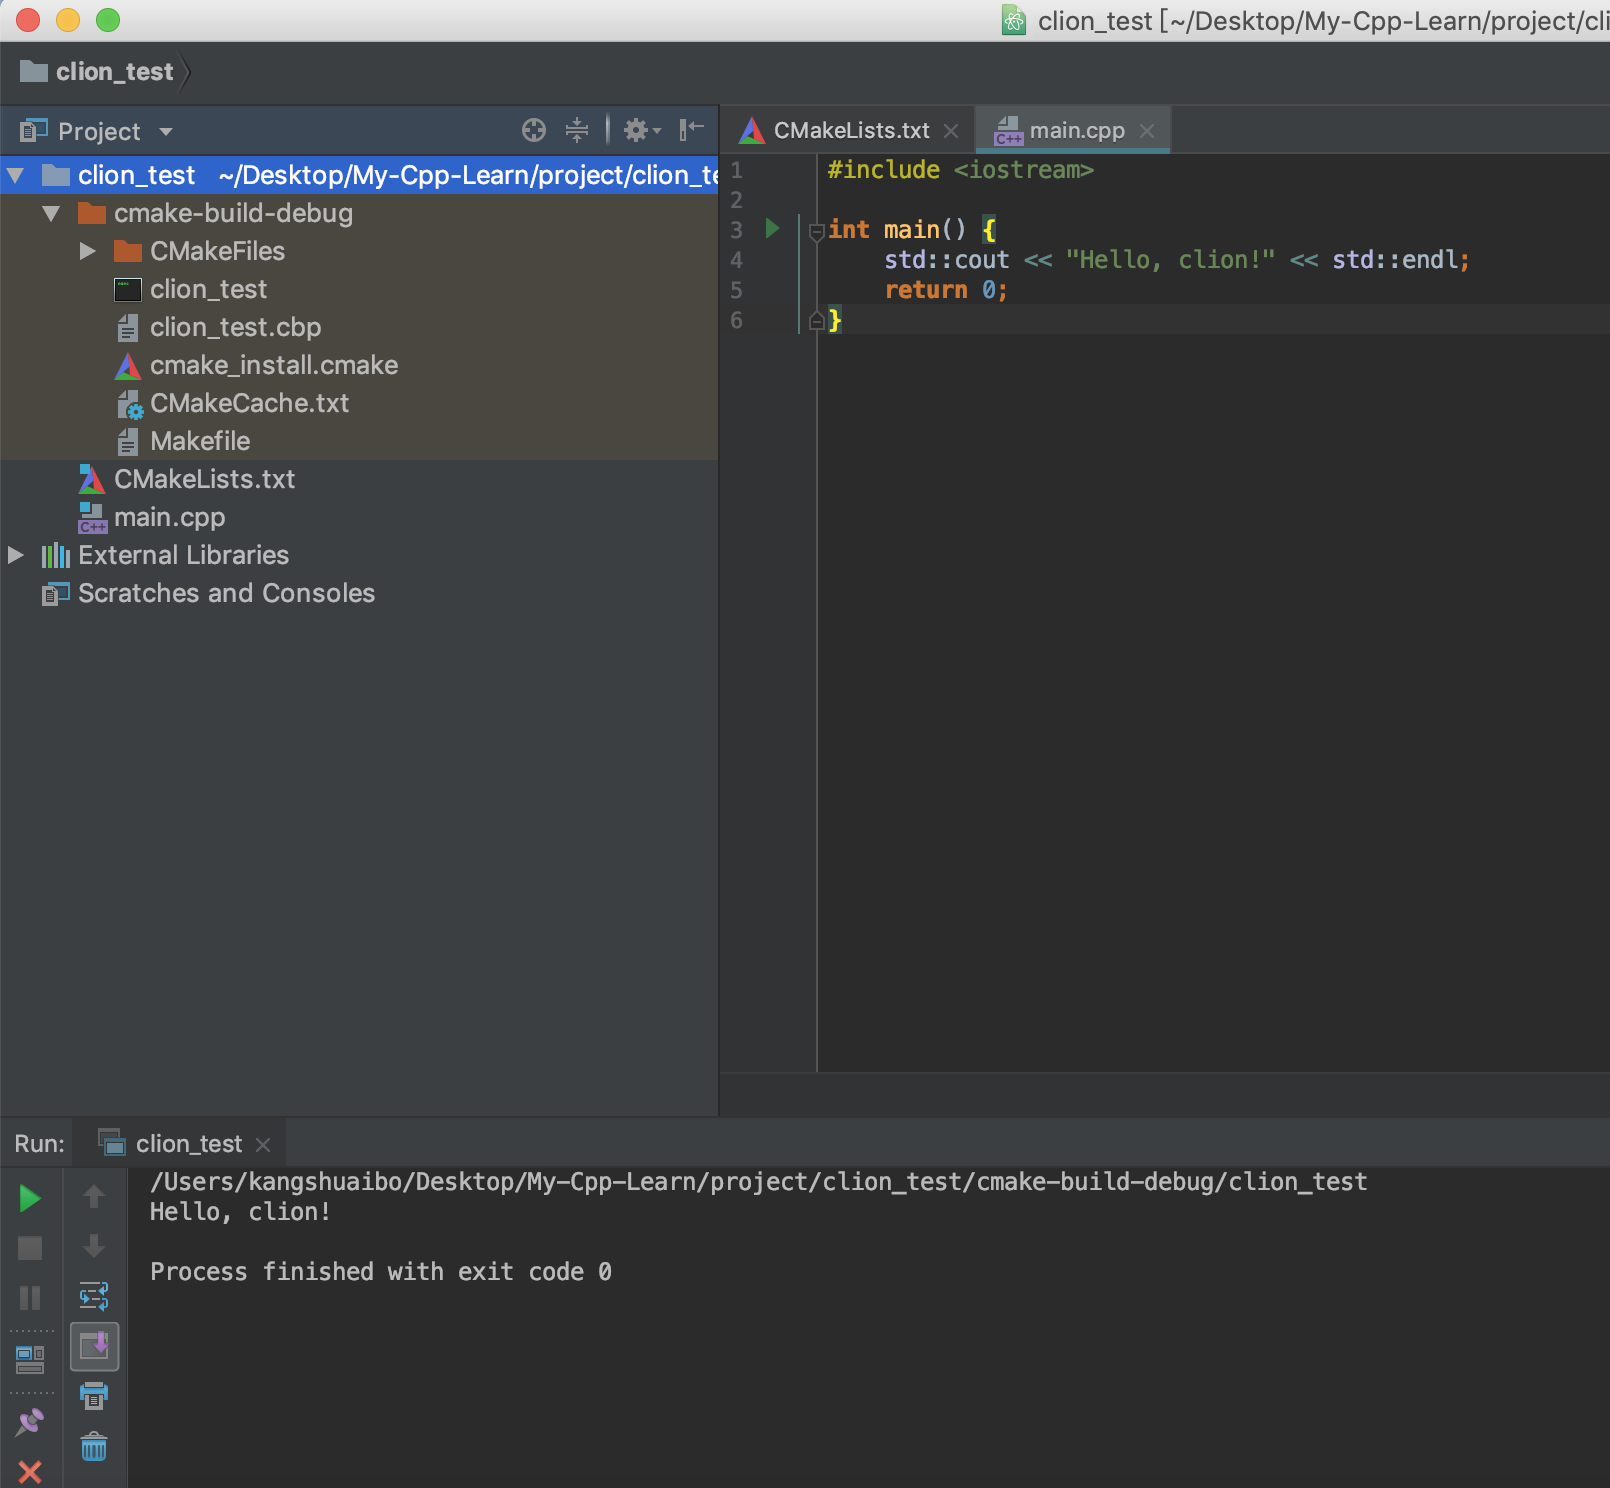 clion_test [~/Desktop/My-Cpp-Learn/project/cli
clion_test
Project
clion_test ~/Desktop/My-Cpp-Learn/project/clion_te
cmake-build-debug
CMakeFiles
clion_test
clion_test.cbp
cmake_install.cmake
CMakeCache.txt
Makefile
CMakeLists.txt
C++ main.cpp
External Libraries
Scratches and Consoles
CMakeLists.txt C++ main.cpp
1 #include <iostream>
2
3 int main() {
4 std::cout << "Hello, clion!" << std::endl;
5 return 0;
6 }
Run: clion_test
/Users/kangshuaibo/Desktop/My-Cpp-Learn/project/clion_test/cmake-build-debug/clion_test
Hello, clion!
Process finished with exit code 0